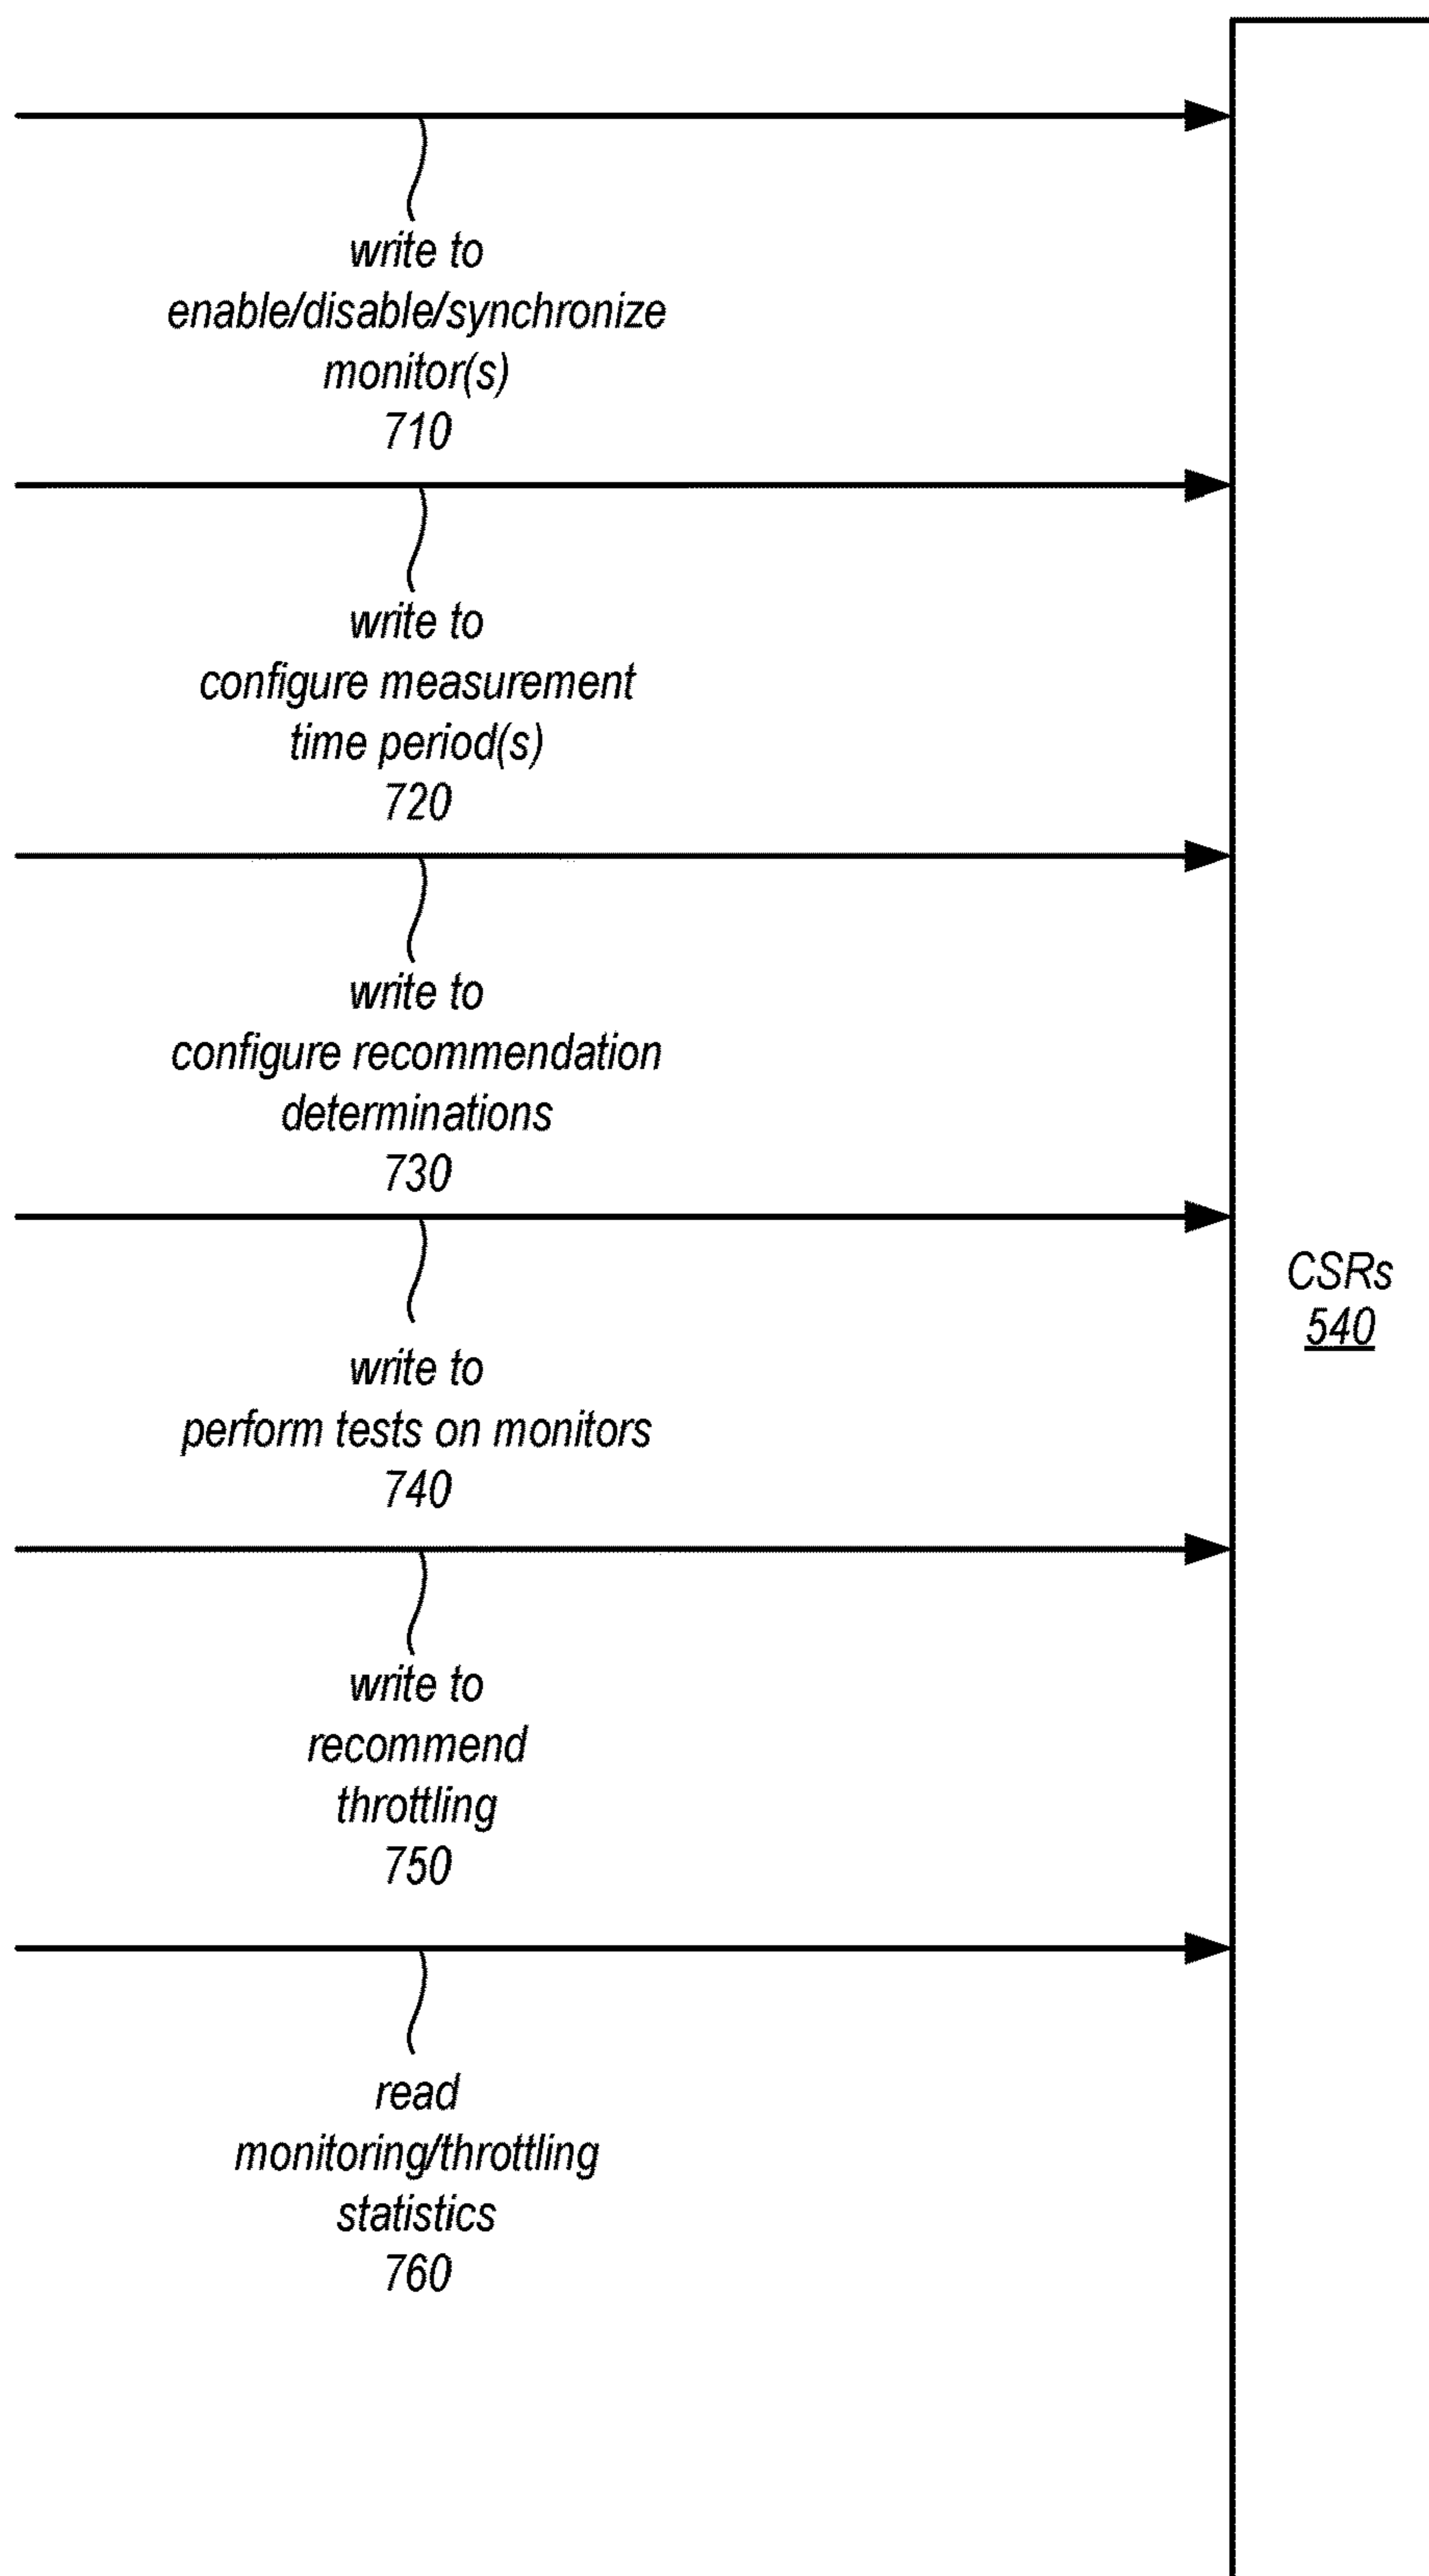 write to
enable/disable/synchronize
monitor(s)
710
write to
configure measurement
time period(s)
720
write to
configure recommendation
determinations
730
CSRs
540
write to
perform tests on monitors
740
write to
recommend
throttling
750
read
monitoring/throttling
statistics
760